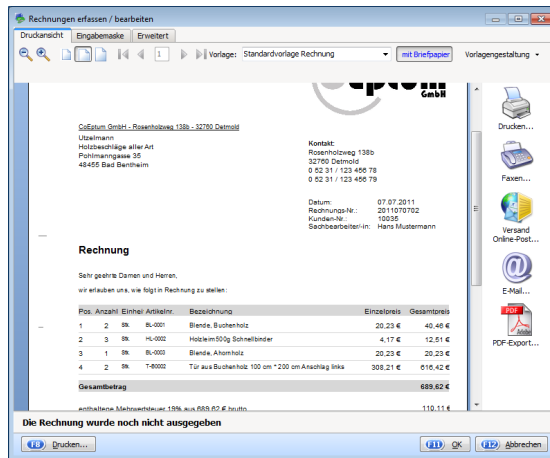 Rechnungen erfassen / bearbeiten
Druckansicht Eingabemaske Erweitert
1 Vorlage: Standardvorlage Rechnung mit Briefpapier Vorlagengestaltung
GmbH
CoEptum GmbH - Rosenholzweg 138b - 32760 Detmold
Utzelmann
Holzbeschläge aller Art
Pohlmanngasse 35
48455 Bad Bentheim
Kontakt:
Rosenholzweg 138b
32760 Detmold
0 52 31 / 123 456 78
0 52 31 / 123 456 79
Datum: 07.07.2011
Rechnungs-Nr.: 2011070702
Kunden-Nr.: 10035
Sachbearbeiter/-in: Hans Mustermann
Rechnung
Sehr geehrte Damen und Herren,
wir erlauben uns, wie folgt in Rechnung zu stellen:
Pos. Anzahl Einheit Artikelnr. Bezeichnung Einzelpreis Gesamtpreis
1 2 Stk. BL-0001 Blende, Buchenholz 20,23 € 40,46 €
2 3 Stk. HL-0002 Holzleim 500g Schnellbinder 4,17 € 12,51 €
3 1 Stk. BL-0003 Blende, Ahornholz 20,23 € 20,23 €
4 2 Stk. T-B0002 Tür aus Buchenholz 100 cm * 200 cm Anschlag links 308,21 € 616,42 €
Gesamtbetrag 689,62 €
enthaltene Mehrwertsteuer 19% aus 689,62 € brutto 110,11 €
Drucken...
Faxen...
Versand
Online-Post...
E-Mail...
PDF
Adobe
PDF-Export...
Die Rechnung wurde noch nicht ausgegeben
F8 Drucken... F11 OK F12 Abbrechen